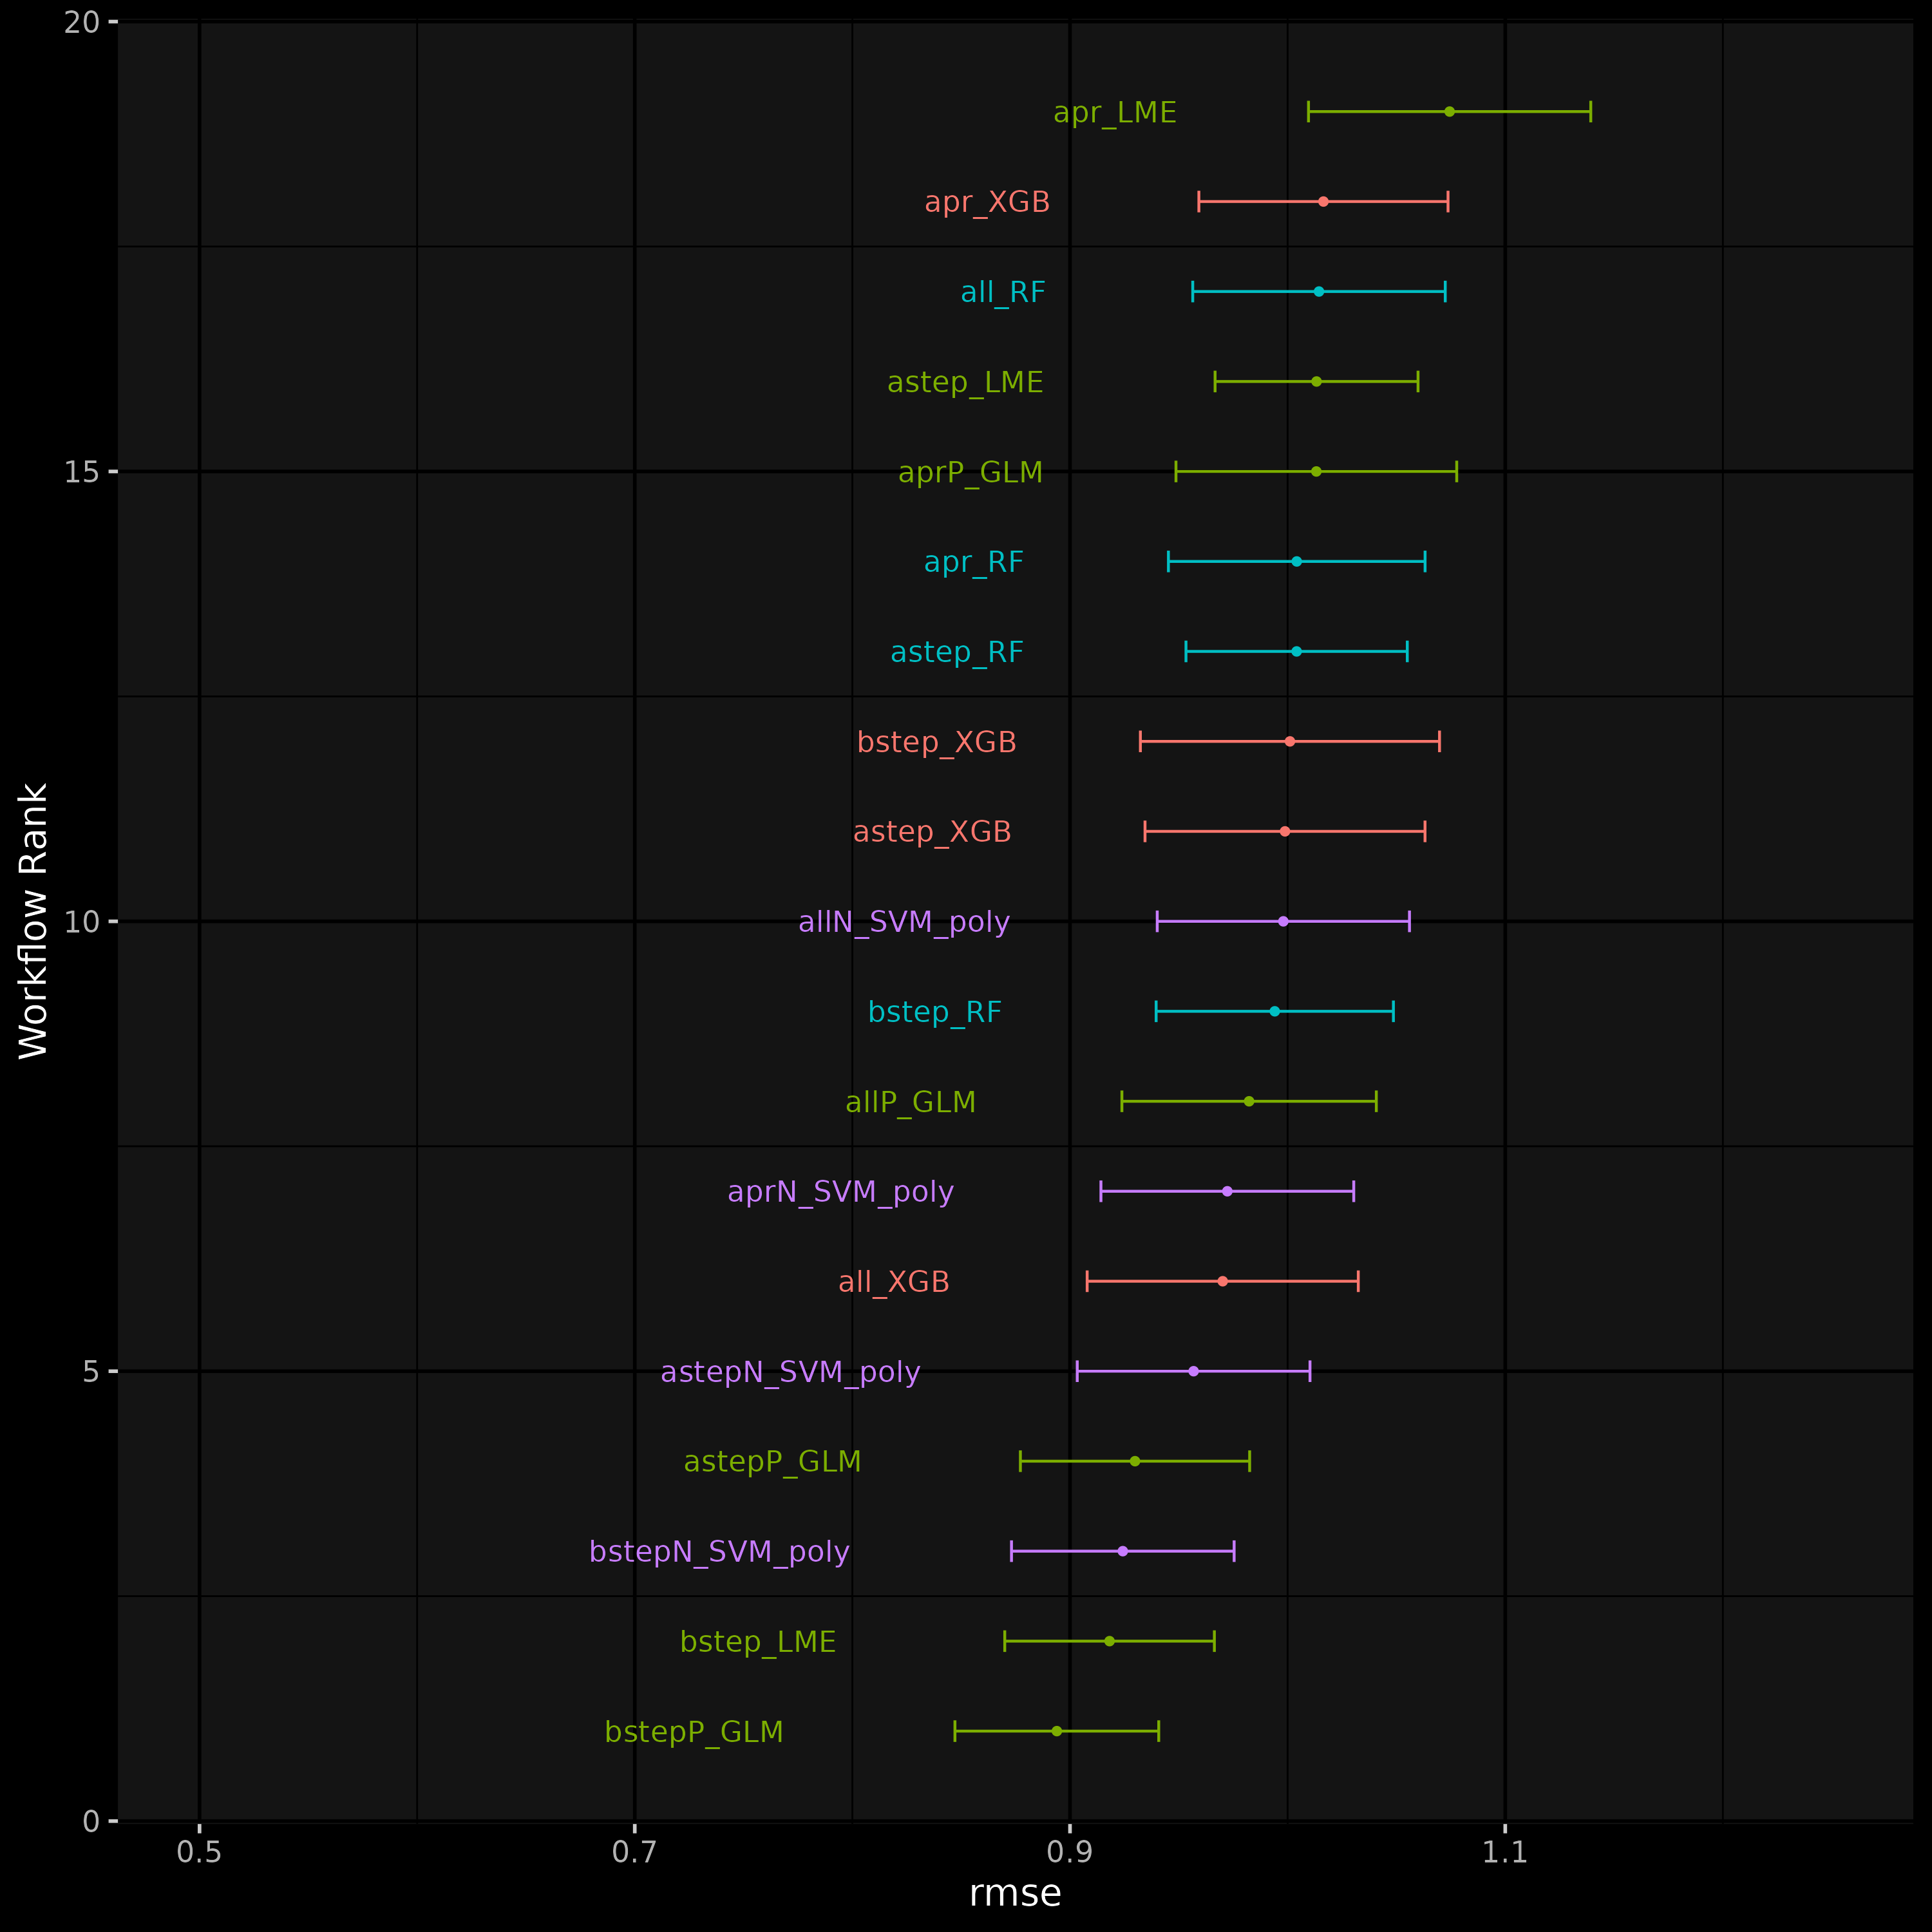 20
apr_LME
apr_XGB
all_RF
astep_LME
15
aprP_GLM
apr_RF
astep_RF
bstep_XGB
astep_XGB
10
allN_SVM_poly
bstep_RF
allP_GLM
aprN_SVM_poly
all_XGB
5
astepN_SVM_poly
astepP_GLM
bstepN_SVM_poly
bstep_LME
bstepP_GLM
0
Workflow Rank
0.5 0.7 0.9 1.1
rmse